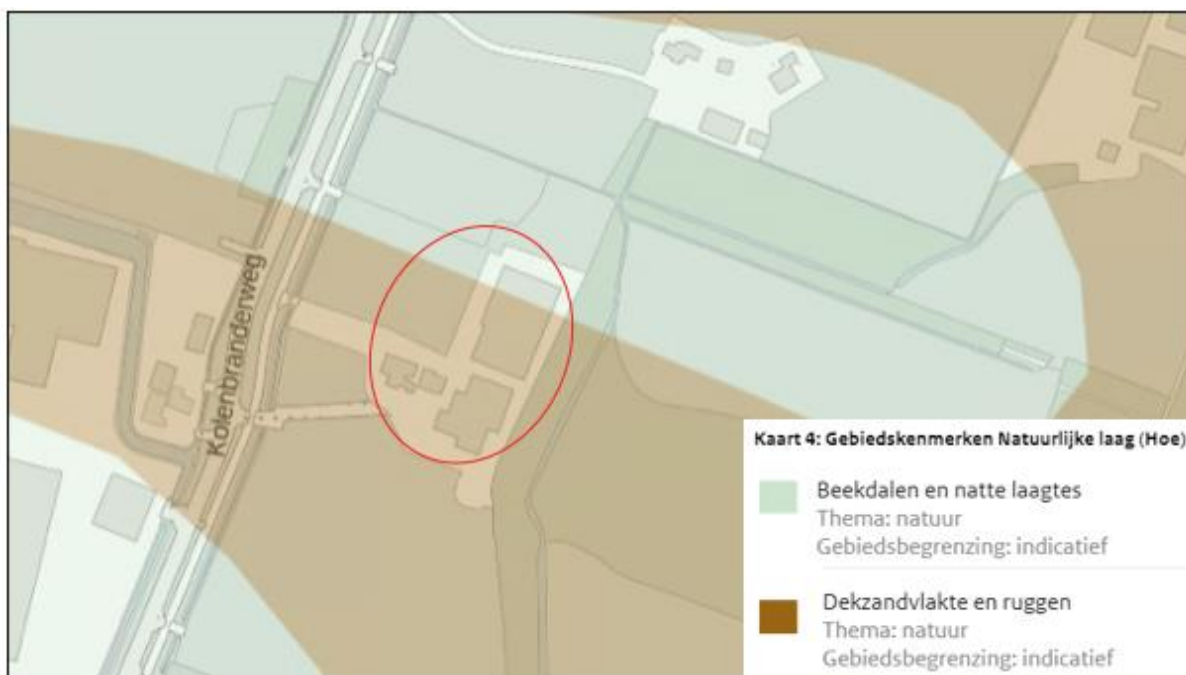 Kolenbranderweg
Kaart 4: Gebiedskenmerken Natuurlijke laag (Hoe)
Beekdalen en natte laagtes
Thema: natuur
Gebiedsbegrenzing: indicatief
Dekzandvlakte en ruggen
Thema: natuur
Gebiedsbegrenzing: indicatief